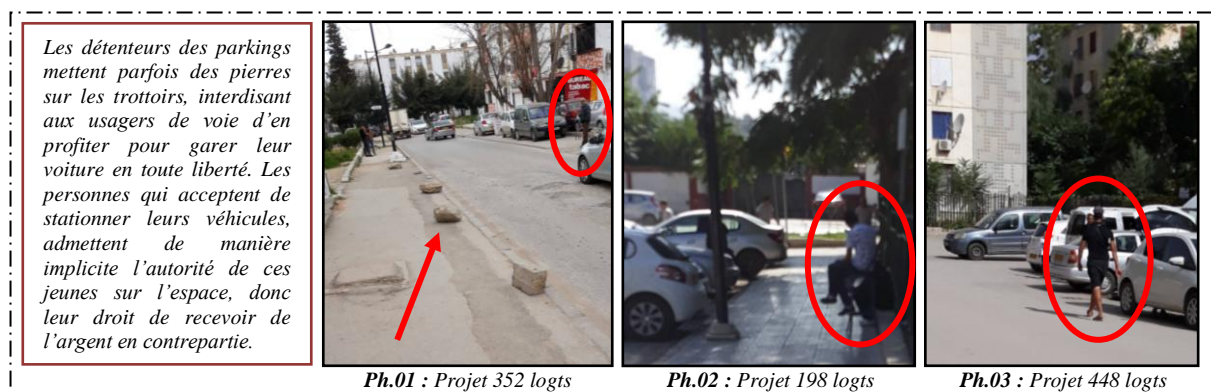 Les détenteurs des parkings
mettent parfois des pierres
sur les trottoirs, interdisant
aux usagers de voie d'en
profiter pour garer leur
voiture en toute liberté. Les
personnes qui acceptent de
stationner leurs véhicules,
admettent de manière
implicite l'autorité de ces
jeunes sur l'espace, donc
leur droit de recevoir de
l'argent en contrepartie.
tabac
Ph.01 : Projet 352 logts
Ph.02 : Projet 198 logts
Ph.03 : Projet 448 logts